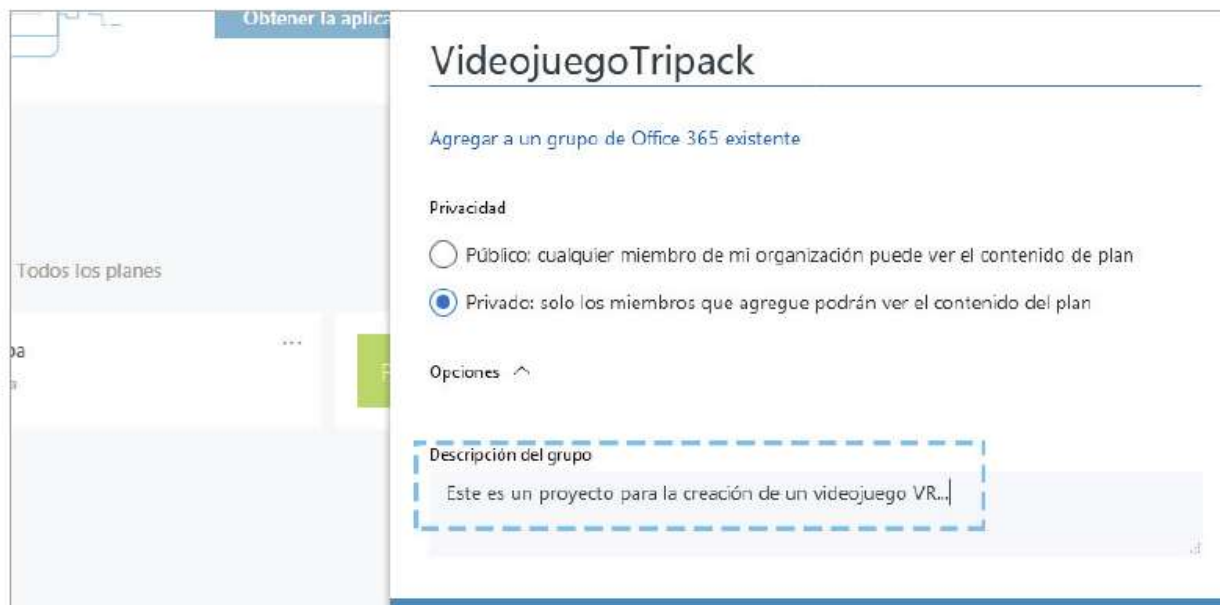 Obtener la aplica
VideojuegoTripack
Agregar a un grupo de Office 365 existente
Privacidad
Público: cualquier miembro de mi organización puede ver el contenido de plan
Todos los planes
Privado: solo los miembros que agregue podrán ver el contenido del plan
...
Opciones
Descripción del grupo
Este es un proyecto para la creación de un videojuego VR...